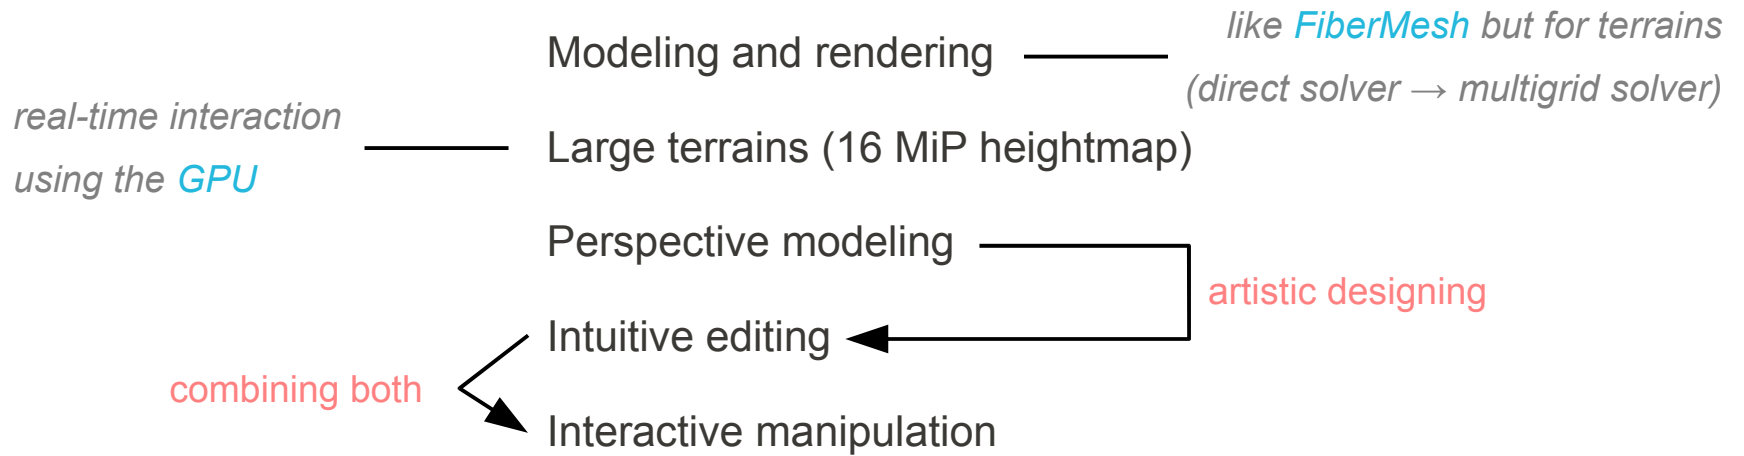 like FiberMesh but for terrains
Modeling and rendering
(direct solver → multigrid solver)
real-time interaction
Large terrains (16 MiP heightmap)
using the GPU
Perspective modeling
artistic designing
Intuitive editing
combining both
Interactive manipulation